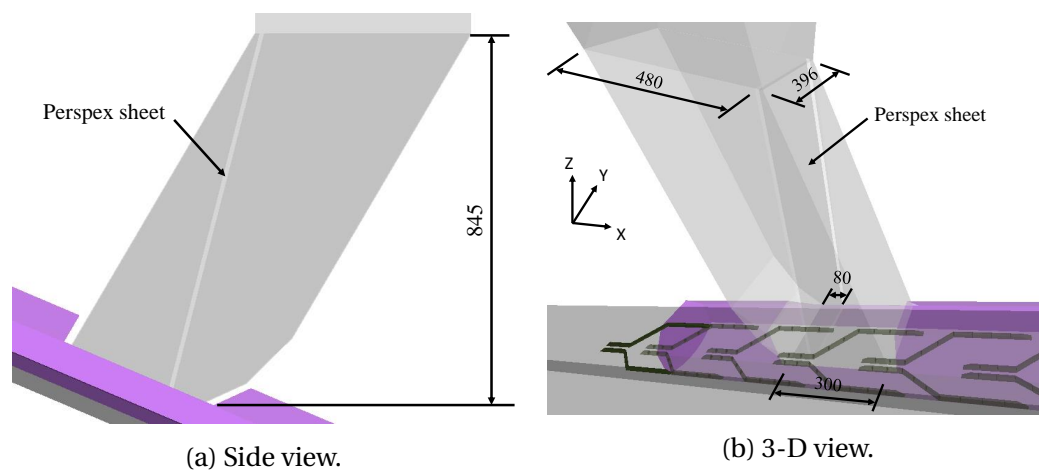 Perspex sheet
845
(a) Side view.
480
396
Perspex sheet
Z
Y
X
80
300
(b) 3-D view.